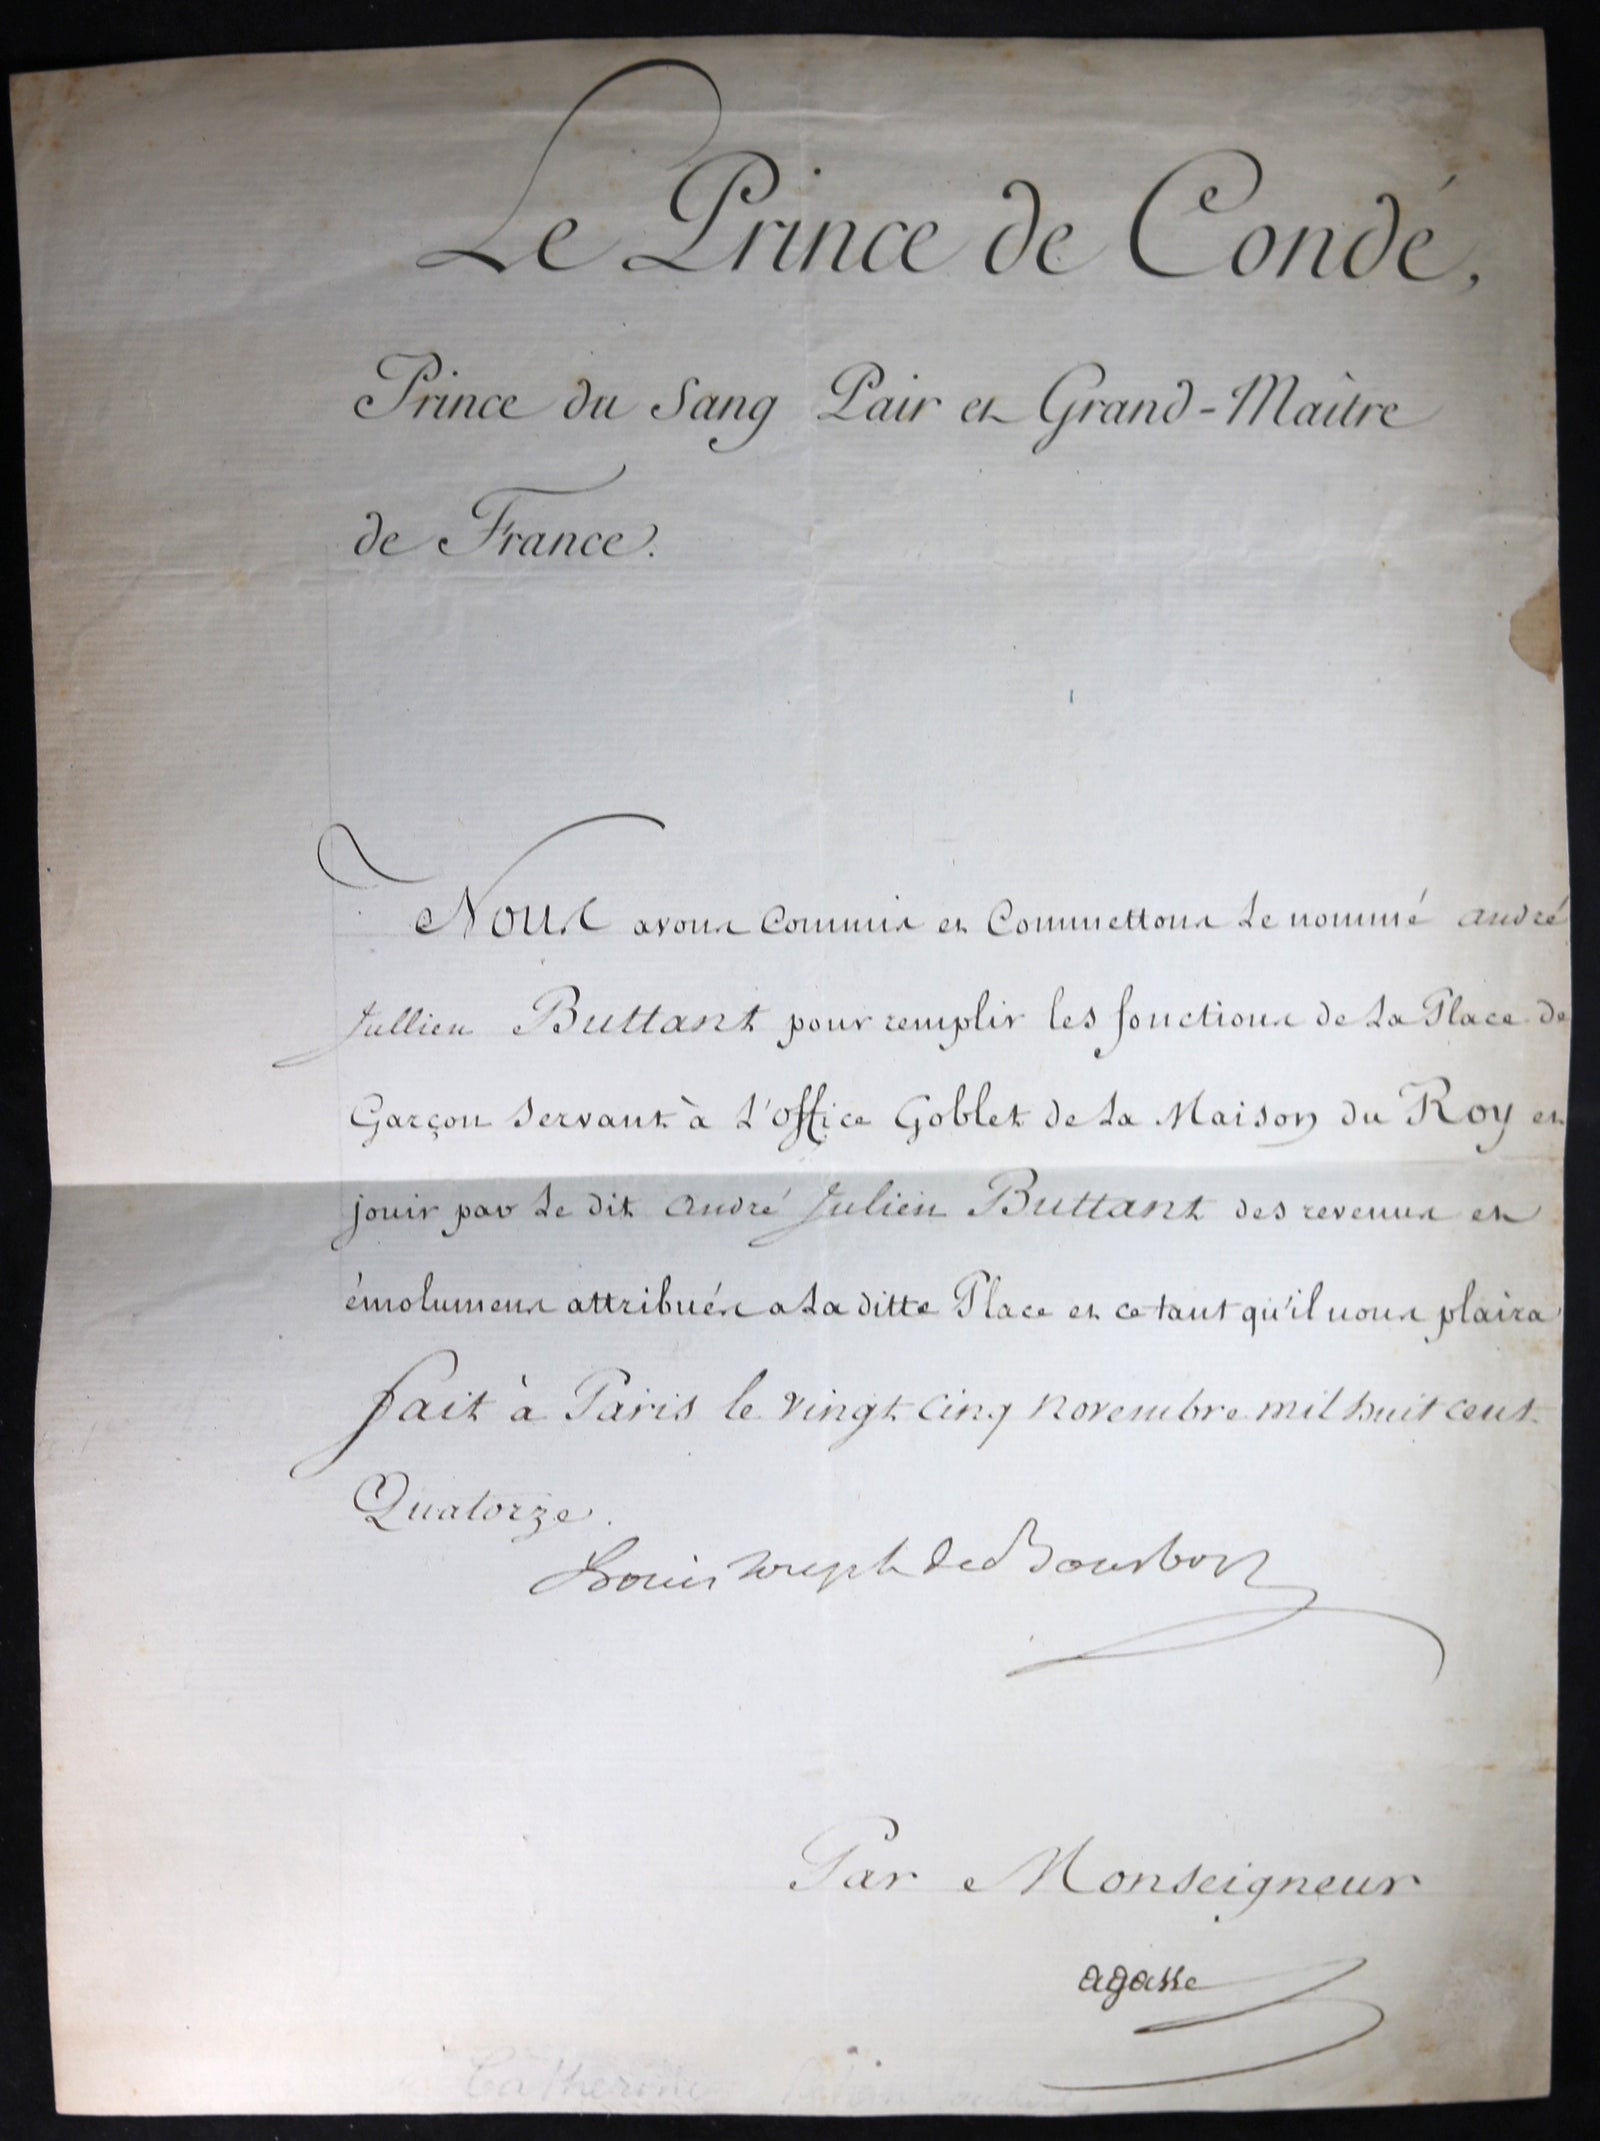 Le Prince de Condé,
Prince du Sang Pair et Grand-Maître
de France.
Nous avons Commis et Commettons Le nommé andré
Jullien Buttant pour remplir les fonctions de La Place de
Garçon Servant à L'office Goblet de La Maison du Roy et
jouir par Le dit andré Julien Buttant des revenus et
émolumens attribués a La ditte Place et ce tant qu'il nous plaira
fait à Paris le vingt cinq novembre mil huit cent
Quatorze.
Louis Joseph de Bourbon
Par Monseigneur
agasse
Catherine